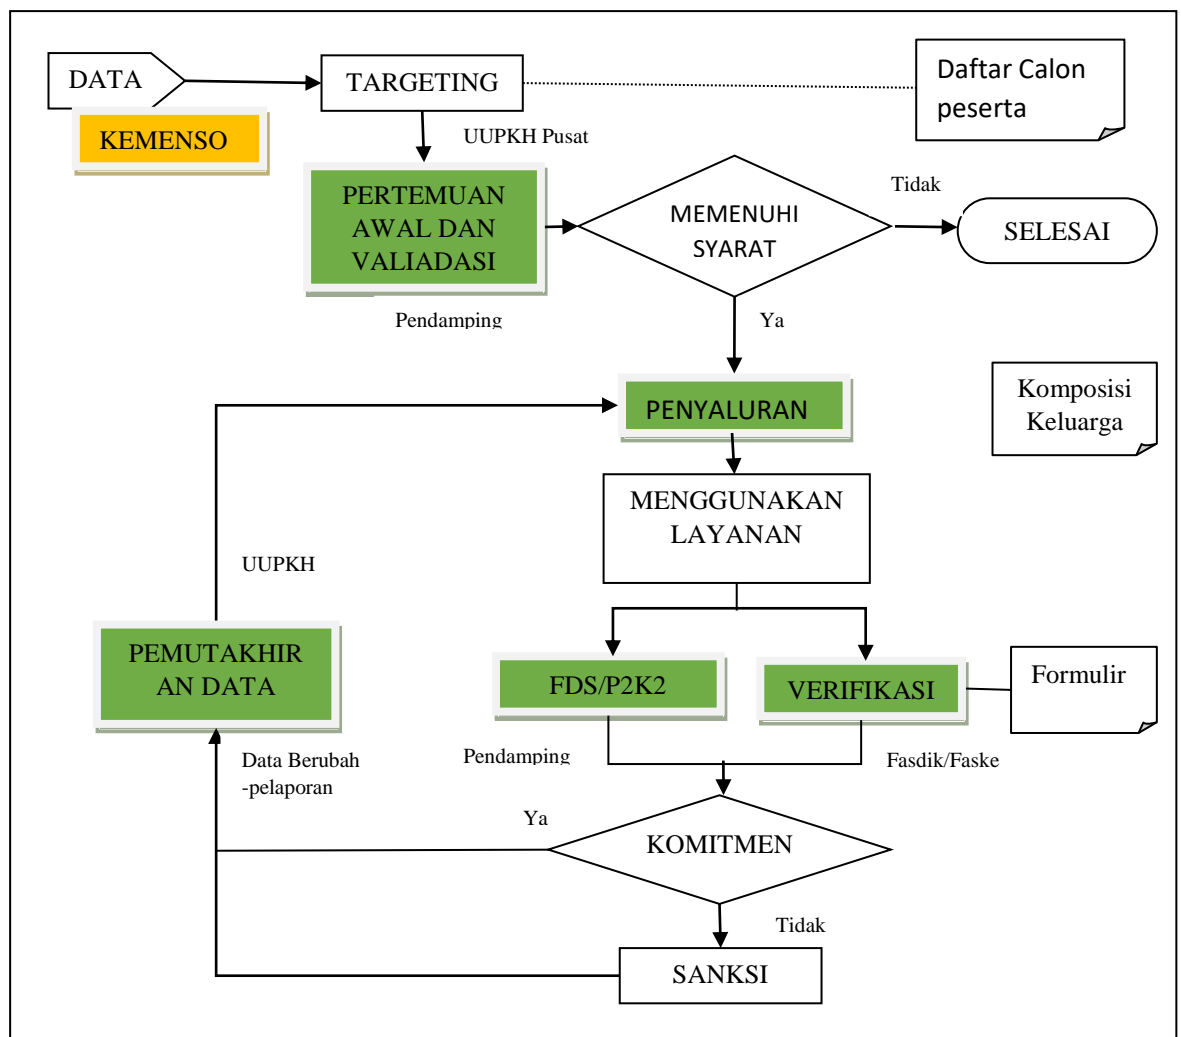 DATA
TARGETING
Daftar Calon
peserta
KEMENSO
UUPKH Pusat
PERTEMUAN
AWAL DAN
VALIADASI
MEMENUHI
SYARAT
Tidak
SELESAI
Pendamping
Ya
PENYALURAN
Komposisi
Keluarga
MENGGUNAKAN
LAYANAN
UUPKH
PEMUTAKHIR
AN DATA
FDS/P2K2
VERIFIKASI
Formulir
Data Berubah
-pelaporan
Pendamping
Fasdik/Faske
Ya
KOMITMEN
Tidak
SANKSI